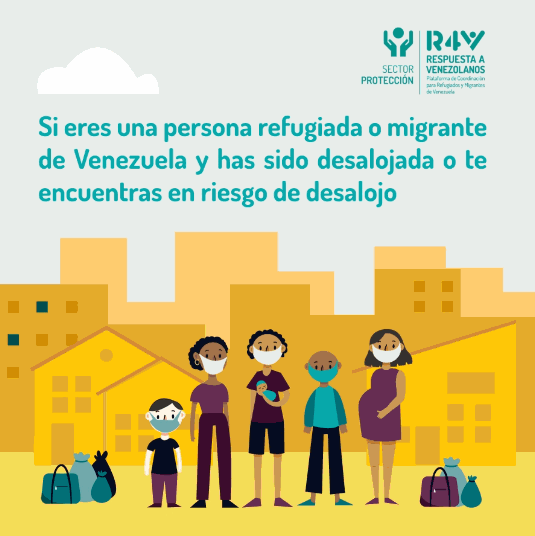 SECTOR
PROTECCIÓN
R4V
RESPUESTA A
VENEZOLANOS
Plataforma de Coordinación
para Refugiados y Migrantes
de Venezuela
Si eres una persona refugiada o migrante
de Venezuela y has sido desalojada o te
encuentras en riesgo de desalojo